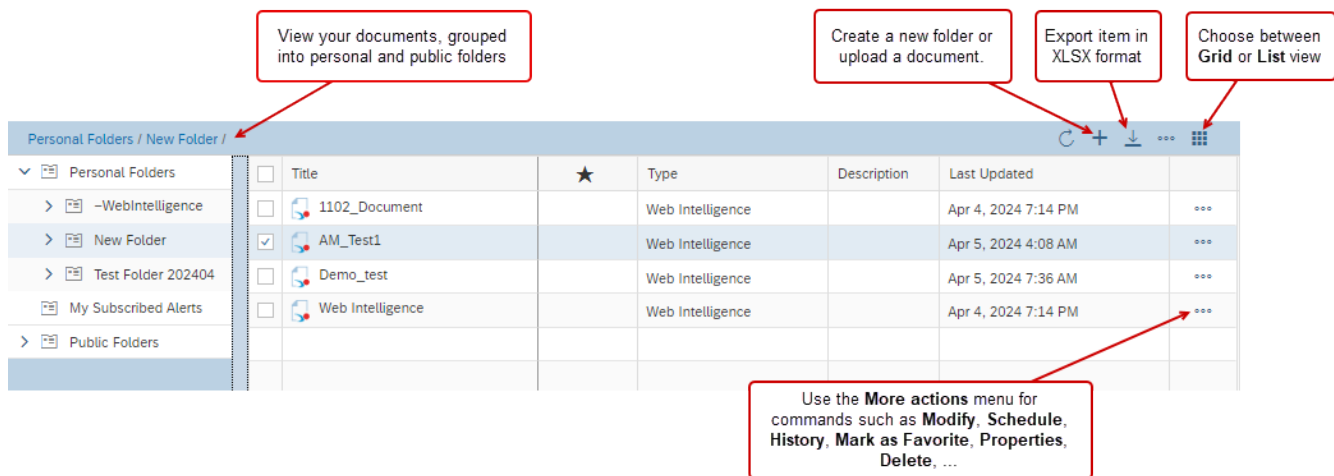 View your documents, grouped
into personal and public folders
Create a new folder or
upload a document.
Export item in
XLSX format
Choose between
Grid or List view
Personal Folders / New Folder /
Personal Folders
Title
Type
Description
Last Updated
~WebIntelligence
1102_Document
Web Intelligence
Apr 4, 2024 7:14 PM
New Folder
AM_Test1
Web Intelligence
Apr 5, 2024 4:08 AM
Test Folder 202404
Demo_test
Web Intelligence
Apr 5, 2024 7:36 AM
My Subscribed Alerts
Web Intelligence
Web Intelligence
Apr 4, 2024 7:14 PM
Public Folders
Use the More actions menu for
commands such as Modify, Schedule,
History, Mark as Favorite, Properties,
Delete, ...